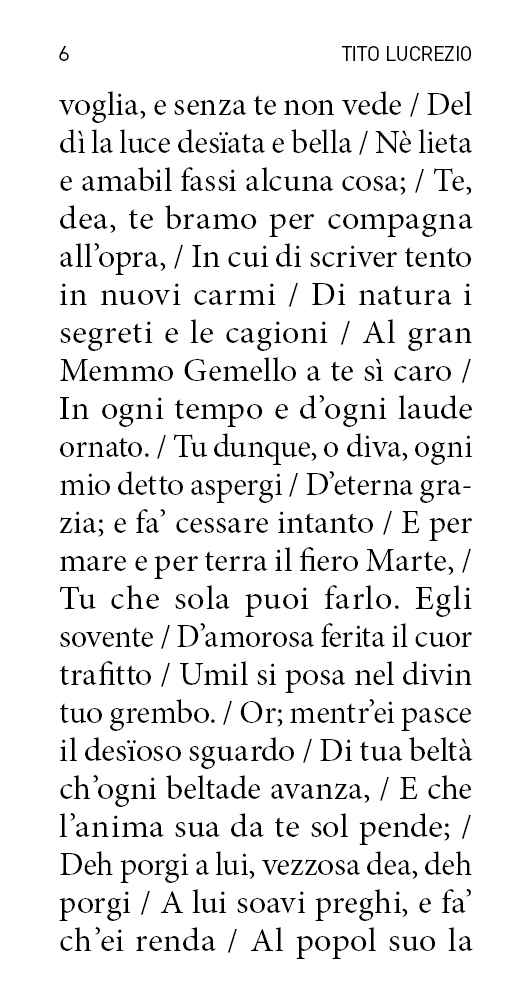 6 TITO LUCREZIO
voglia, e senza te non vede / Del
dì la luce desïata e bella / Nè lieta
e amabil fassi alcuna cosa; / Te,
dea, te bramo per compagna
all’opra, / In cui di scriver tento
in nuovi carmi / Di natura i
segreti e le cagioni / Al gran
Memmo Gemello a te sì caro /
In ogni tempo e d’ogni laude
ornato. / Tu dunque, o diva, ogni
mio detto aspergi / D’eterna gra-
zia; e fa’ cessare intanto / E per
mare e per terra il fiero Marte, /
Tu che sola puoi farlo. Egli
sovente / D’amorosa ferita il cuor
trafitto / Umil si posa nel divin
tuo grembo. / Or; mentr’ei pasce
il desïoso sguardo / Di tua beltà
ch’ogni beltade avanza, / E che
l’anima sua da te sol pende; /
Deh porgi a lui, vezzosa dea, deh
porgi / A lui soavi preghi, e fa’
ch’ei renda / Al popol suo la